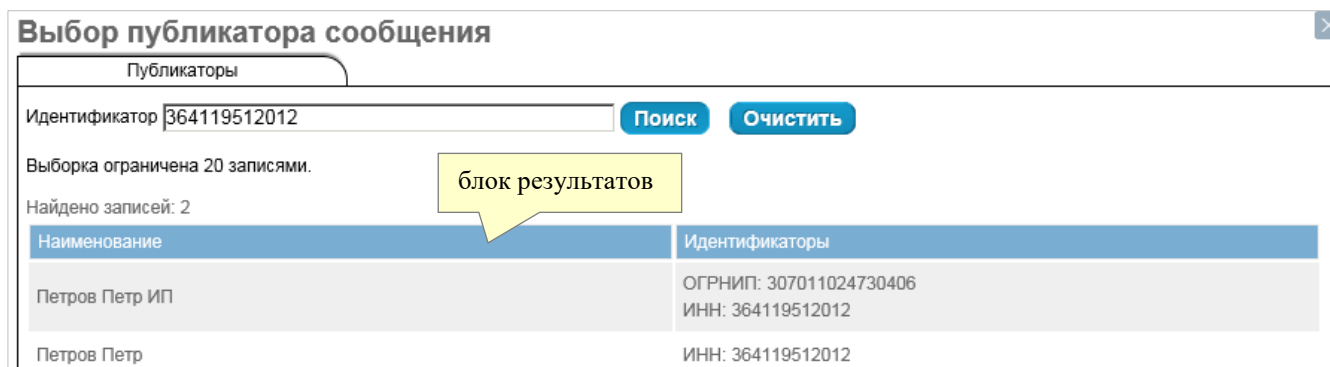 Выбор публикатора сообщения
Публикаторы
Идентификатор 364119512012 Поиск Очистить
Выборка ограничена 20 записями.
блок результатов
Найдено записей: 2
Наименование Идентификаторы
Петров Петр ИП ОГРНИП: 307011024730406
ИНН: 364119512012
Петров Петр ИНН: 364119512012